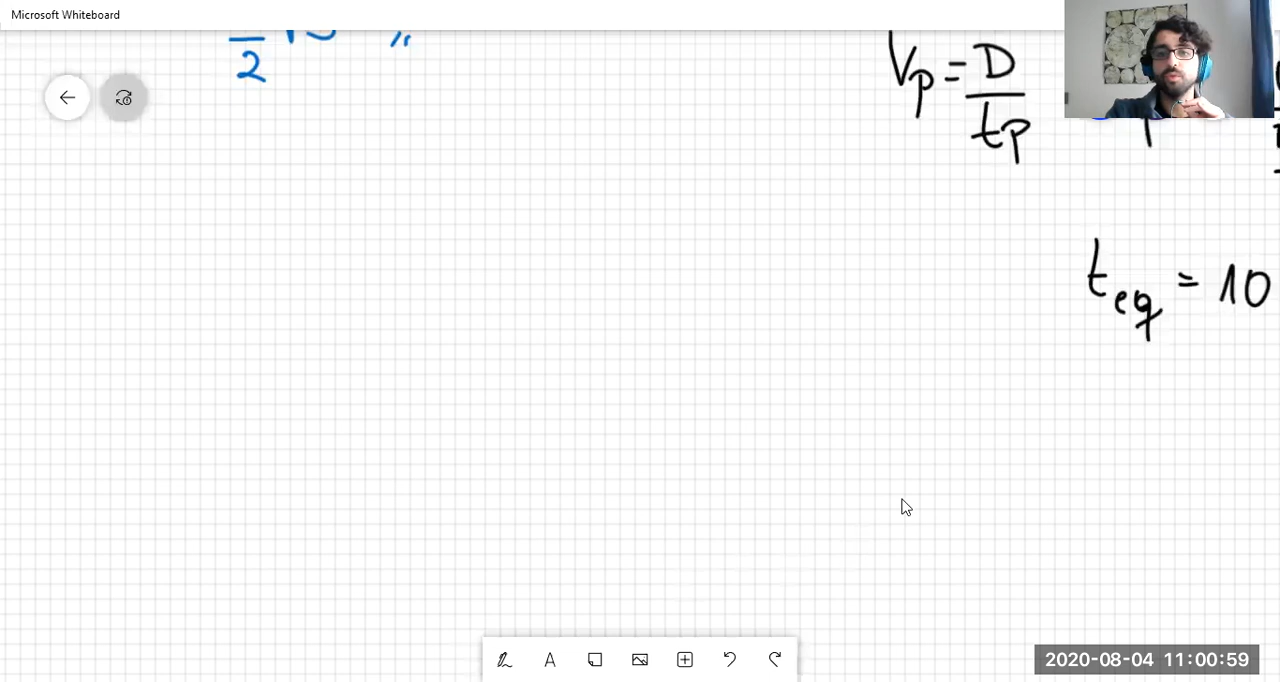 Microsoft Whiteboard
2
Vp = D
tp
teq = 10
2020-08-04 11:00:59